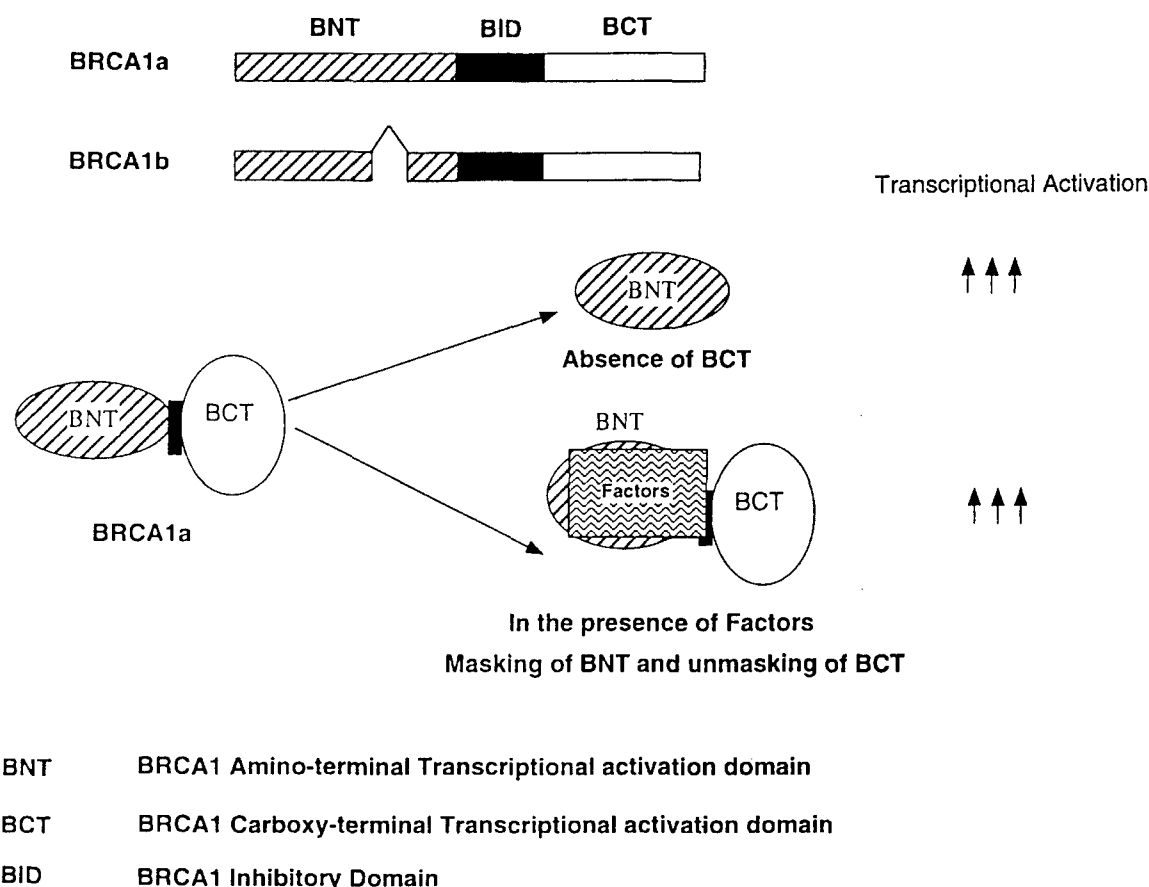 BNT BID BCT
BRCA1a
BRCA1b
Transcriptional Activation
BNT
Absence of BCT
BNT
BCT
BRCA1a
BNT
Factors
BCT
In the presence of Factors
Masking of BNT and unmasking of BCT
BNT BRCA1 Amino-terminal Transcriptional activation domain
BCT BRCA1 Carboxy-terminal Transcriptional activation domain
BID BRCA1 Inhibitory Domain